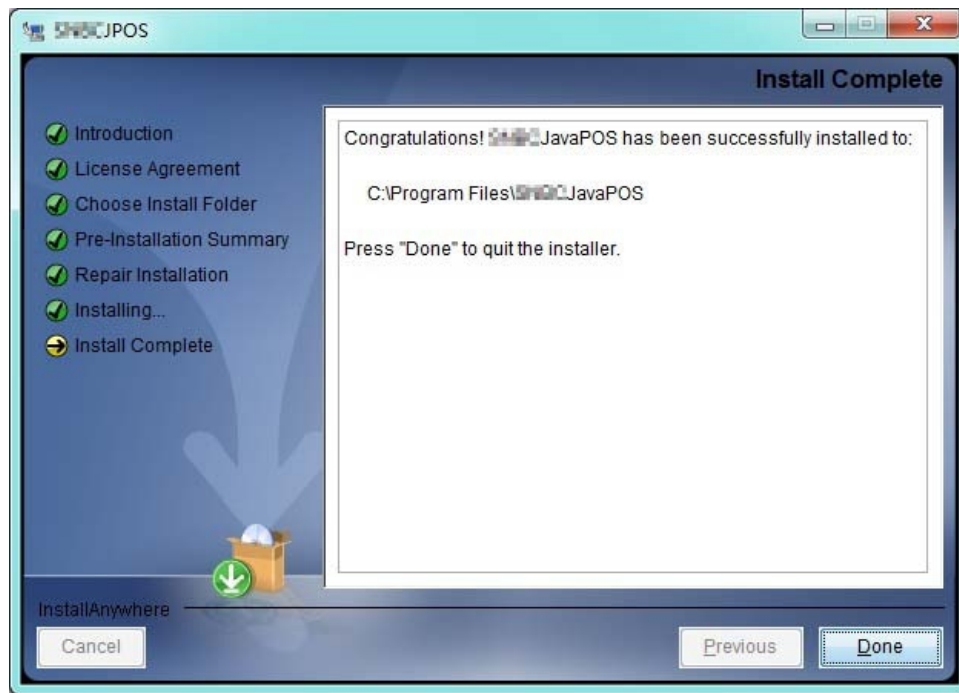 JPOS
Install Complete
Introduction
License Agreement
Choose Install Folder
Pre-Installation Summary
Repair Installation
Installing...
Install Complete
Congratulations! JavaPOS has been successfully installed to:
C:\Program Files\JavaPOS
Press "Done" to quit the installer.
InstallAnywhere
Cancel
Previous
Done